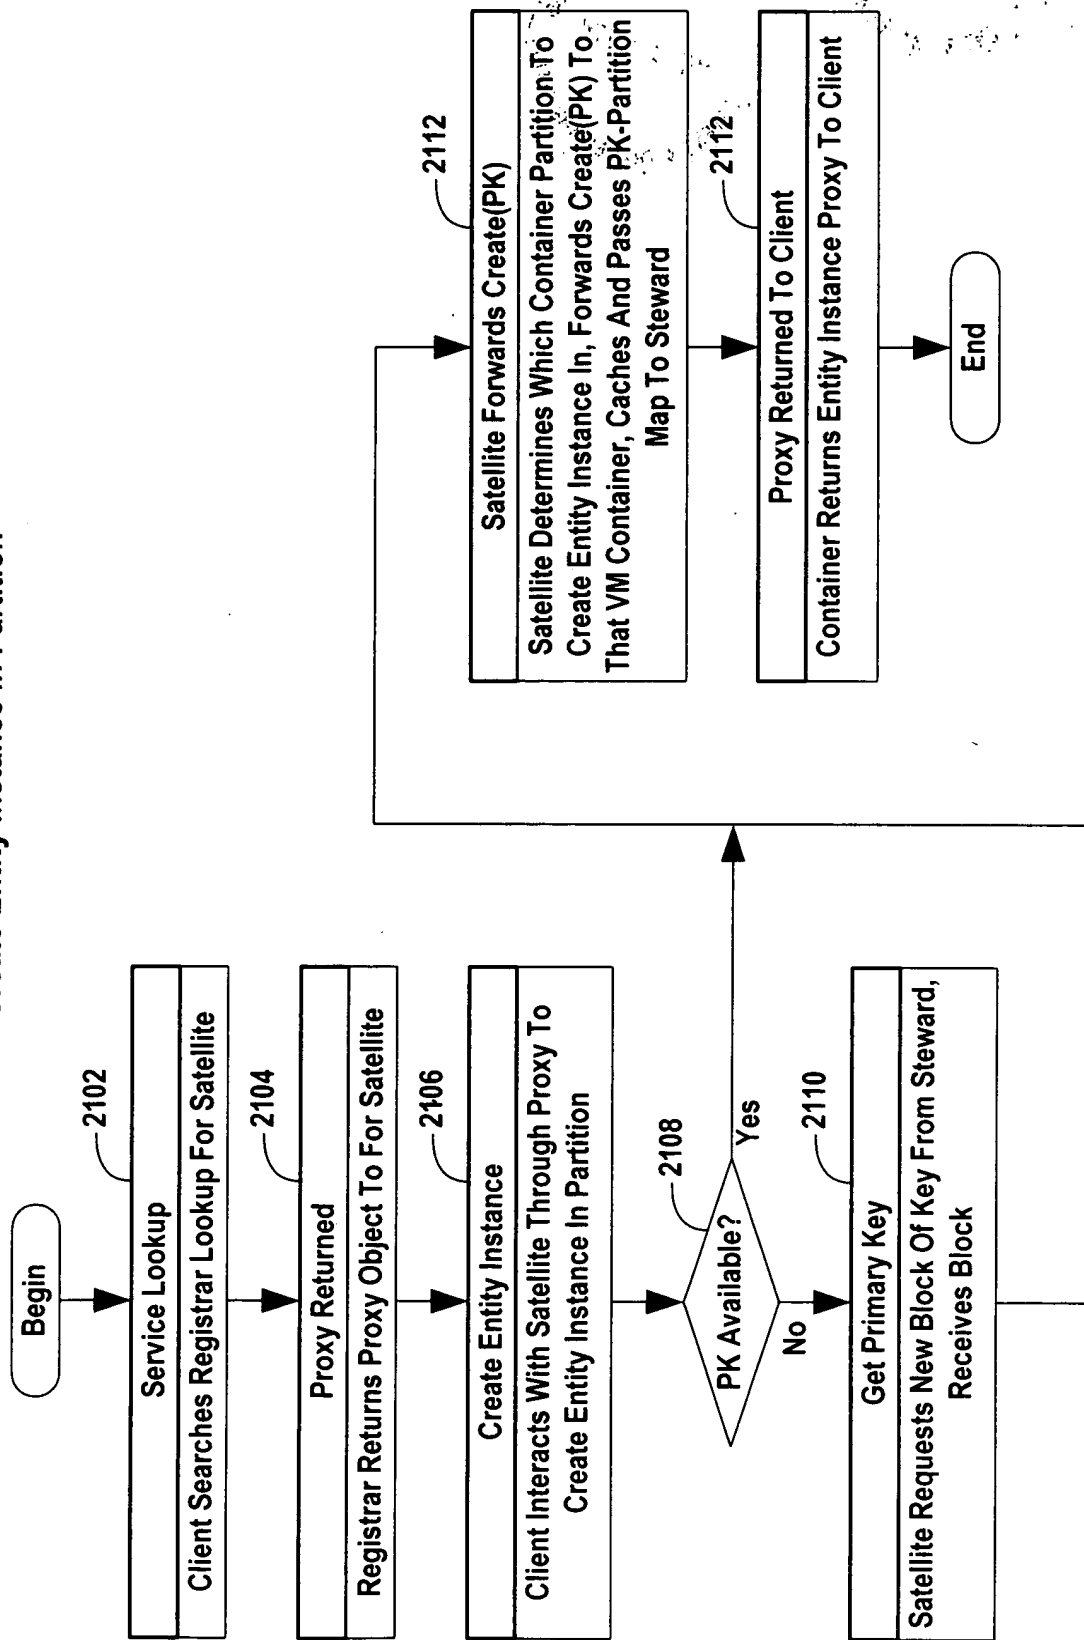 Entity Instance In Partition
Begin
2102
Service Lookup
Client Searches Registrar Lookup For Satellite
2104
Proxy Returned
Registrar Returns Proxy Object To For Satellite
2106
Create Entity Instance
Client Interacts With Satellite Through Proxy To
Create Entity Instance In Partition
2108
PK Available?
Yes
No
2110
Get Primary Key
Satellite Requests New Block Of Key From Steward,
Receives Block
2112
Satellite Forwards Create(PK)
Satellite Determines Which Container Partition To
Create Entity Instance In, Forwards Create(PK) To
That VM Container, Caches And Passes PK-Partition
Map To Steward
2112
Proxy Returned To Client
Container Returns Entity Instance Proxy To Client
End